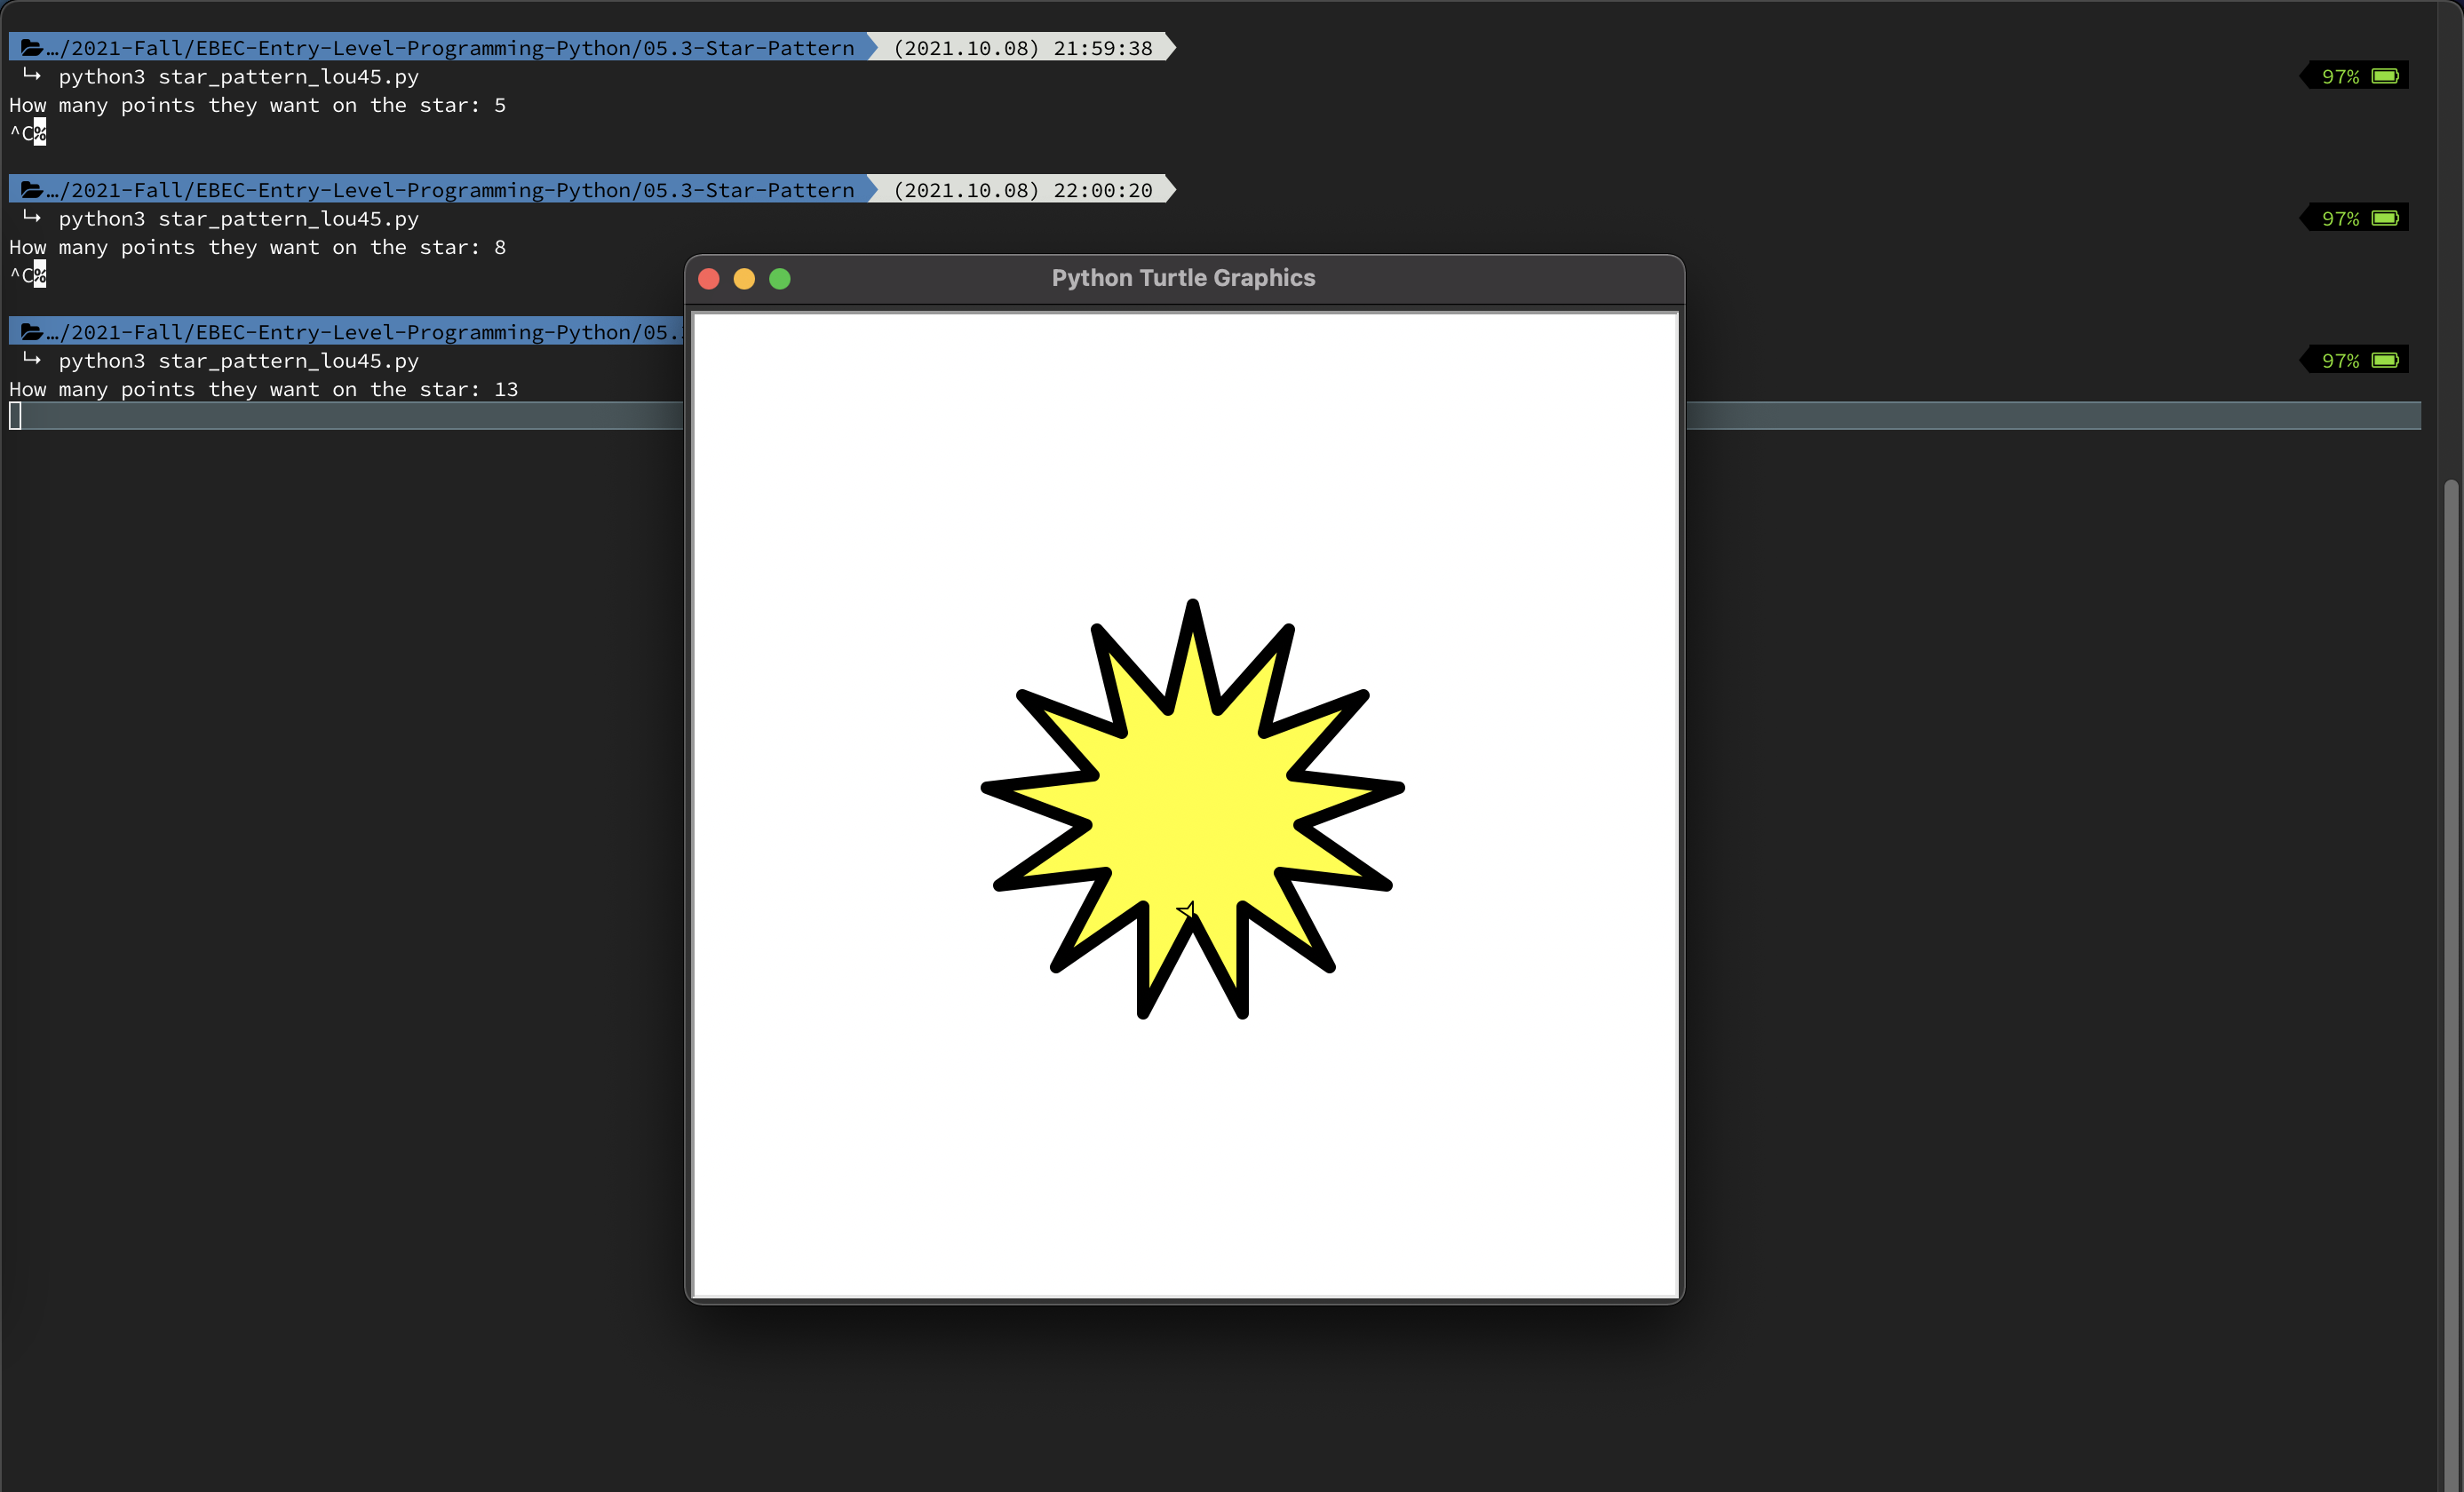 …/2021-Fall/EBEC-Entry-Level-Programming-Python/05.3-Star-Pattern (2021.10.08) 21:59:38
python3 star_pattern_lou45.py 97%
How many points they want on the star: 5
^C%
…/2021-Fall/EBEC-Entry-Level-Programming-Python/05.3-Star-Pattern (2021.10.08) 22:00:20
python3 star_pattern_lou45.py 97%
How many points they want on the star: 8
^C%
Python Turtle Graphics
…/2021-Fall/EBEC-Entry-Level-Programming-Python/05.
python3 star_pattern_lou45.py 97%
How many points they want on the star: 13